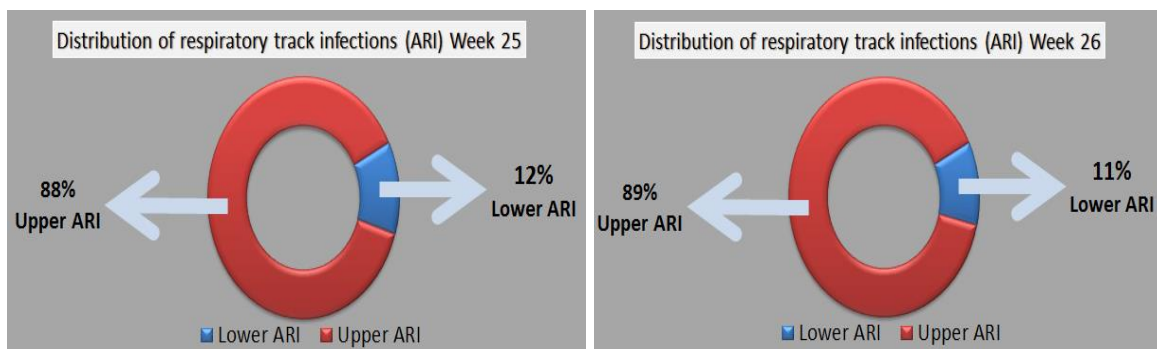 Distribution of respiratory track infections (ARI) Week 25
88%
Upper ARI
12%
Lower ARI
Lower ARI
Upper ARI
Distribution of respiratory track infections (ARI) Week 26
89%
Upper ARI
11%
Lower ARI
Lower ARI
Upper ARI